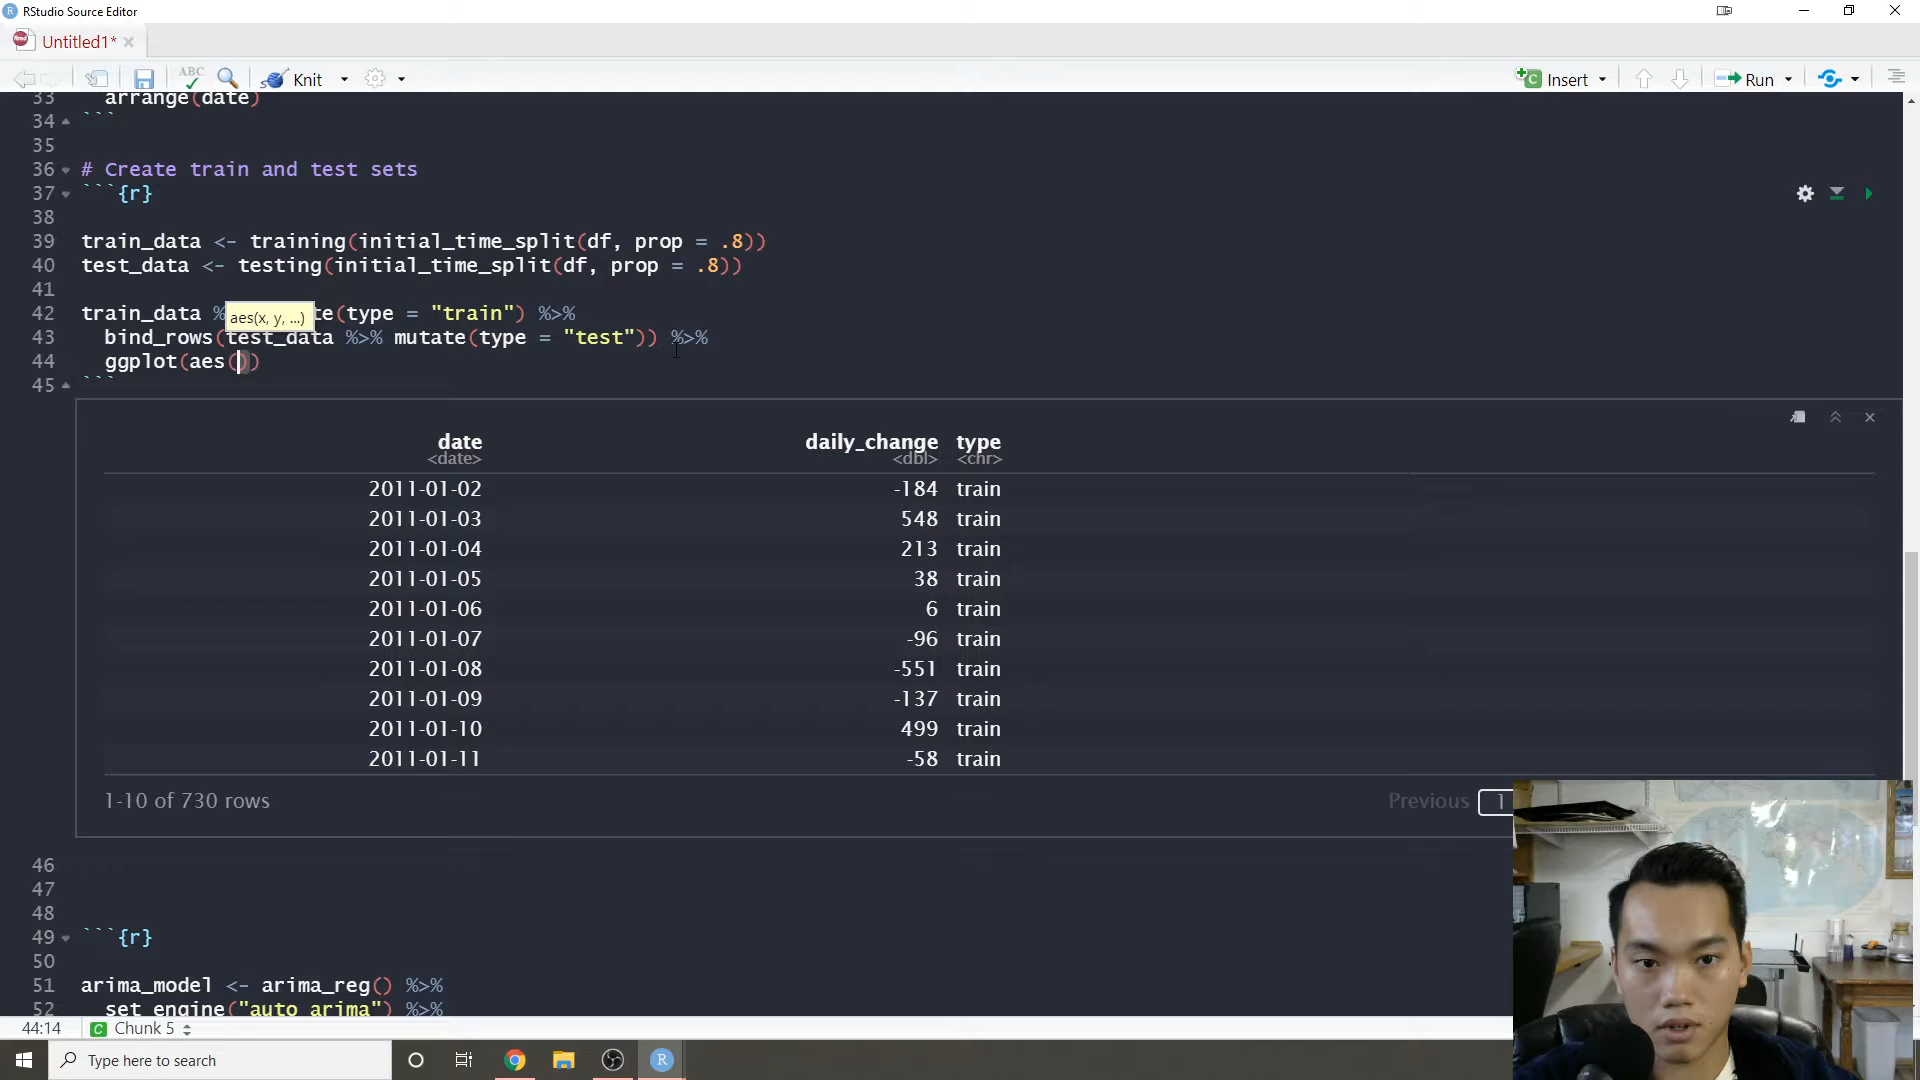 RStudio Source Editor
Untitled1*
ABC
Knit
Insert
Run
33 arrange(date)
34 ```
35
36 # Create train and test sets
37 ```{r}
38
39 train_data <- training(initial_time_split(df, prop = .8))
40 test_data <- testing(initial_time_split(df, prop = .8))
41
42 train_data te(type = "train") %>%
aes(x, y, ...)
43 bind_rows(test_data %>% mutate(type = "test")) %>%
44 ggplot(aes())
45 ```
date daily_change type
<date> <dbl> <chr>
2011-01-02 -184 train
2011-01-03 548 train
2011-01-04 213 train
2011-01-05 38 train
2011-01-06 6 train
2011-01-07 -96 train
2011-01-08 -551 train
2011-01-09 -137 train
2011-01-10 499 train
2011-01-11 -58 train
1-10 of 730 rows Previous 1
46
47
48
49 ```{r}
50
51 arima_model <- arima_reg() %>%
52 set_engine("auto_arima") %>%
44:14 C Chunk 5
Type here to search